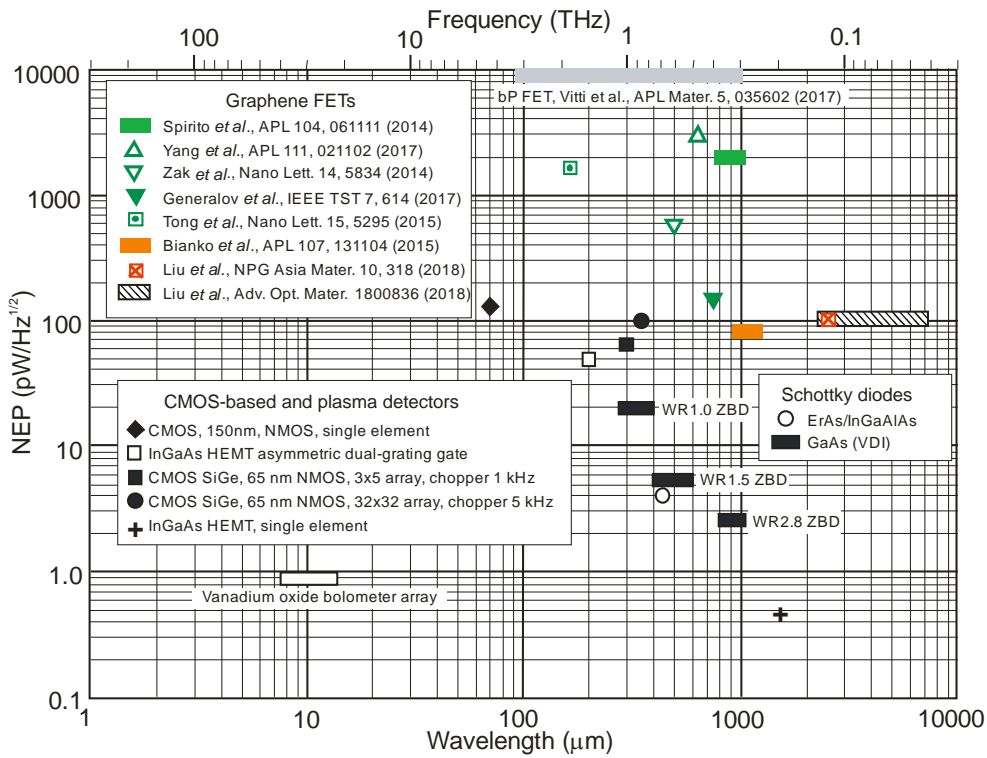 Frequency (THz)
100
10
1
0.1
10000
1000
100
10
1.0
0.1
NEP (pW/Hz1/2)
bP FET, Vitti et al., APL Mater. 5, 035602 (2017)
Graphene FETs
Spirito et al., APL 104, 061111 (2014)
Yang et al., APL 111, 021102 (2017)
Zak et al., Nano Lett. 14, 5834 (2014)
Generalov et al., IEEE TST 7, 614 (2017)
Tong et al., Nano Lett. 15, 5295 (2015)
Bianko et al., APL 107, 131104 (2015)
Liu et al., NPG Asia Mater. 10, 318 (2018)
Liu et al., Adv. Opt. Mater. 1800836 (2018)
CMOS-based and plasma detectors
CMOS, 150nm, NMOS, single element
InGaAs HEMT asymmetric dual-grating gate
CMOS SiGe, 65 nm NMOS, 3x5 array, chopper 1 kHz
CMOS SiGe, 65 nm NMOS, 32x32 array, chopper 5 kHz
InGaAs HEMT, single element
Schottky diodes
ErAs/InGaAlAs
GaAs (VDI)
WR1.0 ZBD
WR1.5 ZBD
WR2.8 ZBD
Vanadium oxide bolometer array
1
10
100
1000
10000
Wavelength (μm)